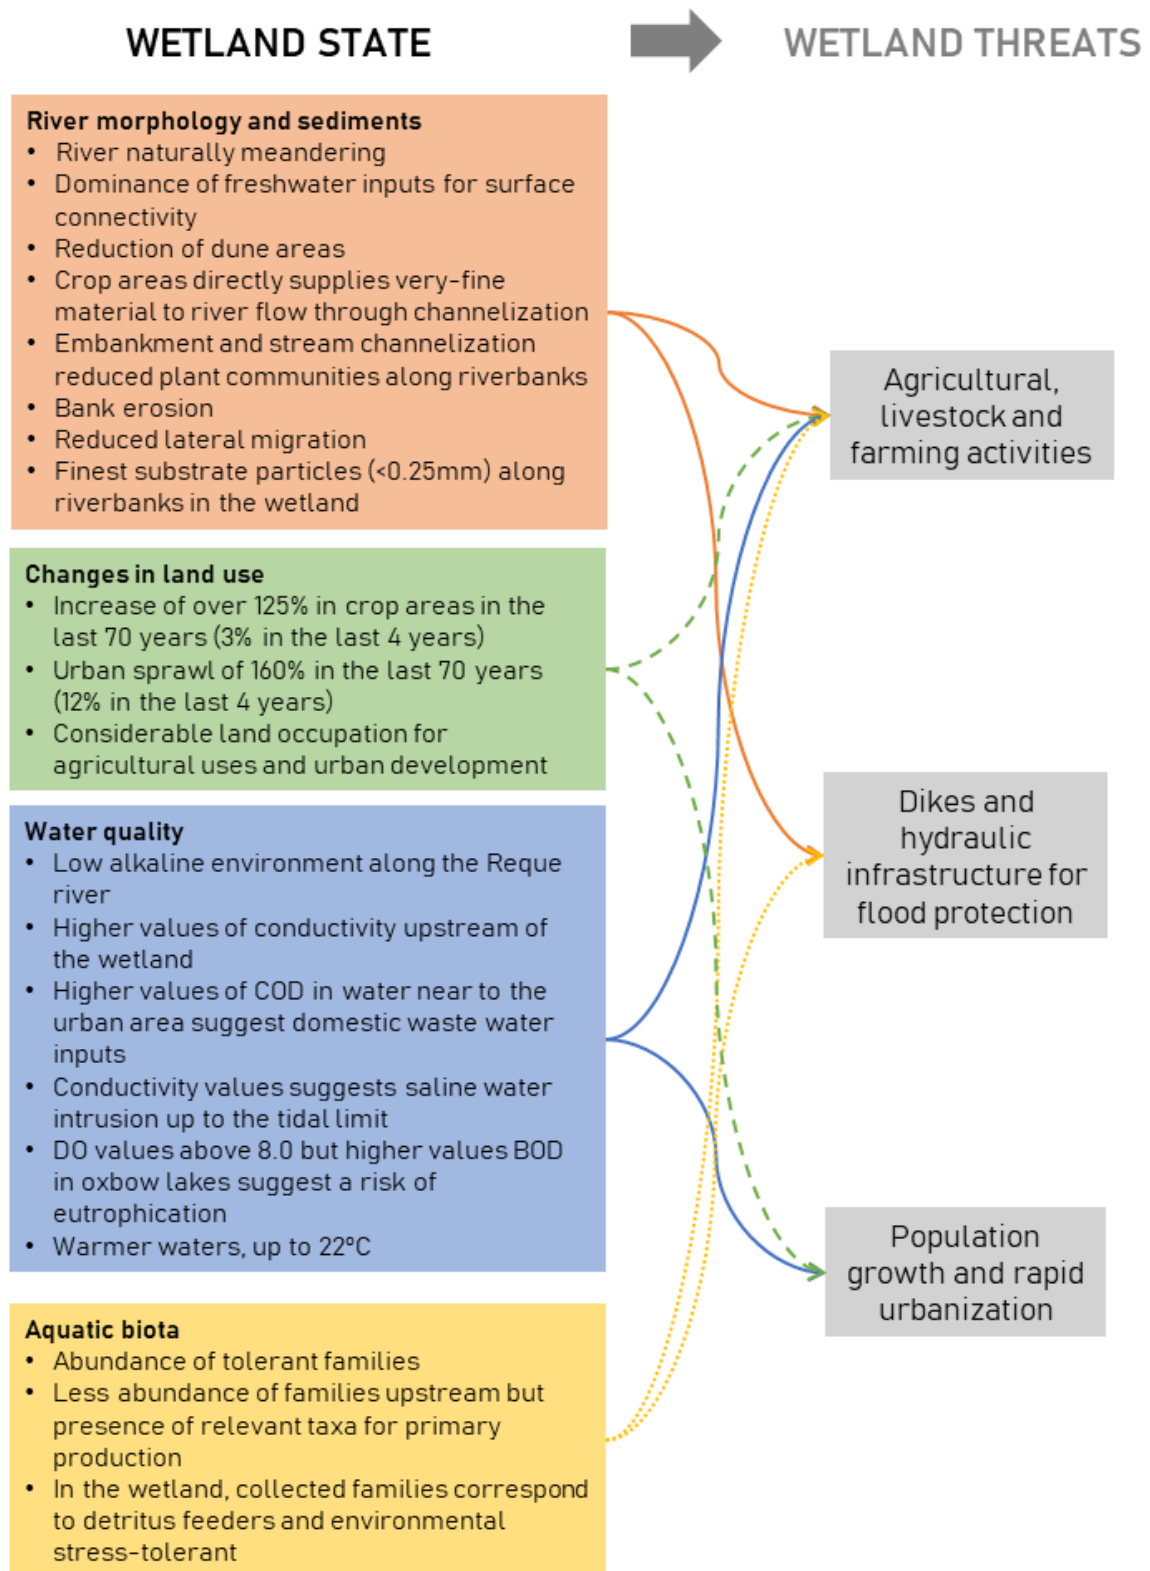 WETLAND STATE
WETLAND THREATS
River morphology and sediments
• River naturally meandering
• Dominance of freshwater inputs for surface
connectivity
• Reduction of dune areas
• Crop areas directly supplies very-fine
material to river flow through channelization
• Embankment and stream channelization
reduced plant communities along riverbanks
• Bank erosion
• Reduced lateral migration
• Finest substrate particles (<0.25mm) along
riverbanks in the wetland
Changes in land use
• Increase of over 125% in crop areas in the
last 70 years (3% in the last 4 years)
• Urban sprawl of 160% in the last 70 years
(12% in the last 4 years)
• Considerable land occupation for
agricultural uses and urban development
Water quality
• Low alkaline environment along the Reque
river
• Higher values of conductivity upstream of
the wetland
• Higher values of COD in water near to the
urban area suggest domestic waste water
inputs
• Conductivity values suggests saline water
intrusion up to the tidal limit
• DO values above 8.0 but higher values BOD
in oxbow lakes suggest a risk of
eutrophication
• Warmer waters, up to 22°C
Aquatic biota
• Abundance of tolerant families
• Less abundance of families upstream but
presence of relevant taxa for primary
production
• In the wetland, collected families correspond
to detritus feeders and environmental
stress-tolerant
Agricultural,
livestock and
farming activities
Dikes and
hydraulic
infrastructure for
flood protection
Population
growth and rapid
urbanization